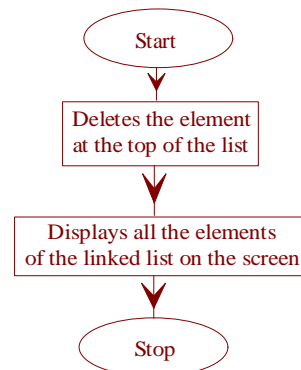 Start
Deletes the element
at the top of the list
Displays all the elements
of the linked list on the screen
Stop